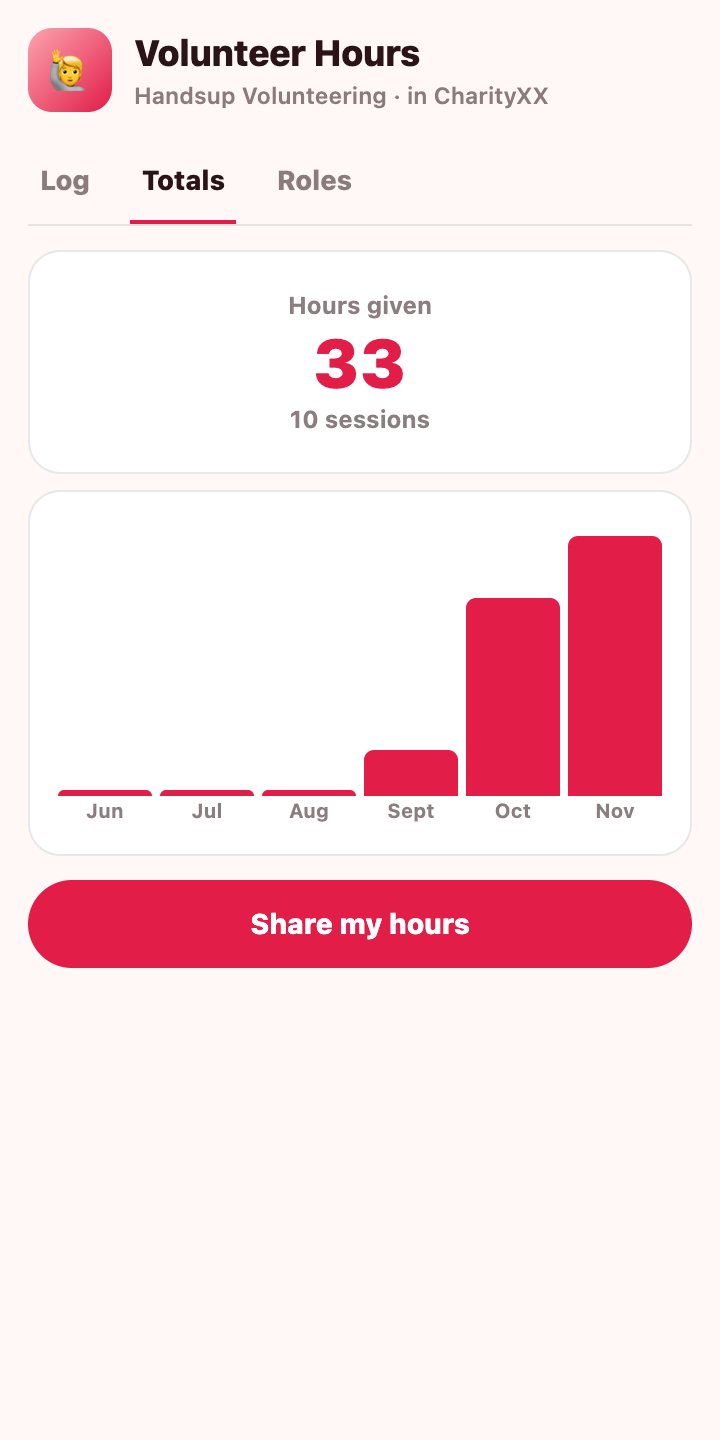 Volunteer Hours
Handsup Volunteering · in CharityXX
Log Totals Roles
Hours given
33
10 sessions
Jun Jul Aug Sept Oct Nov
Share my hours